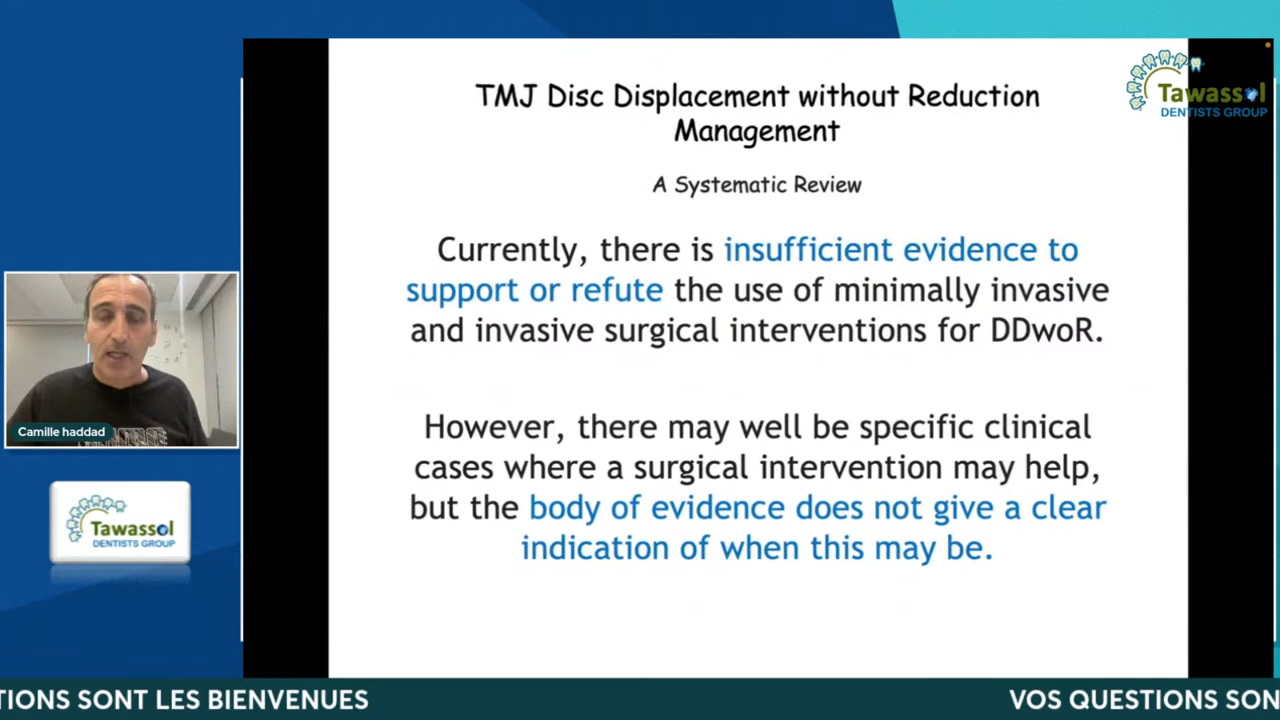 Tawassol
DENTISTS GROUP
TMJ Disc Displacement without Reduction
Management
A Systematic Review
Currently, there is insufficient evidence to
support or refute the use of minimally invasive
and invasive surgical interventions for DDwoR.
However, there may well be specific clinical
cases where a surgical intervention may help,
but the body of evidence does not give a clear
indication of when this may be.
Camille haddad
Tawassol
DENTISTS GROUP
TIONS SONT LES BIENVENUES
VOS QUESTIONS SON